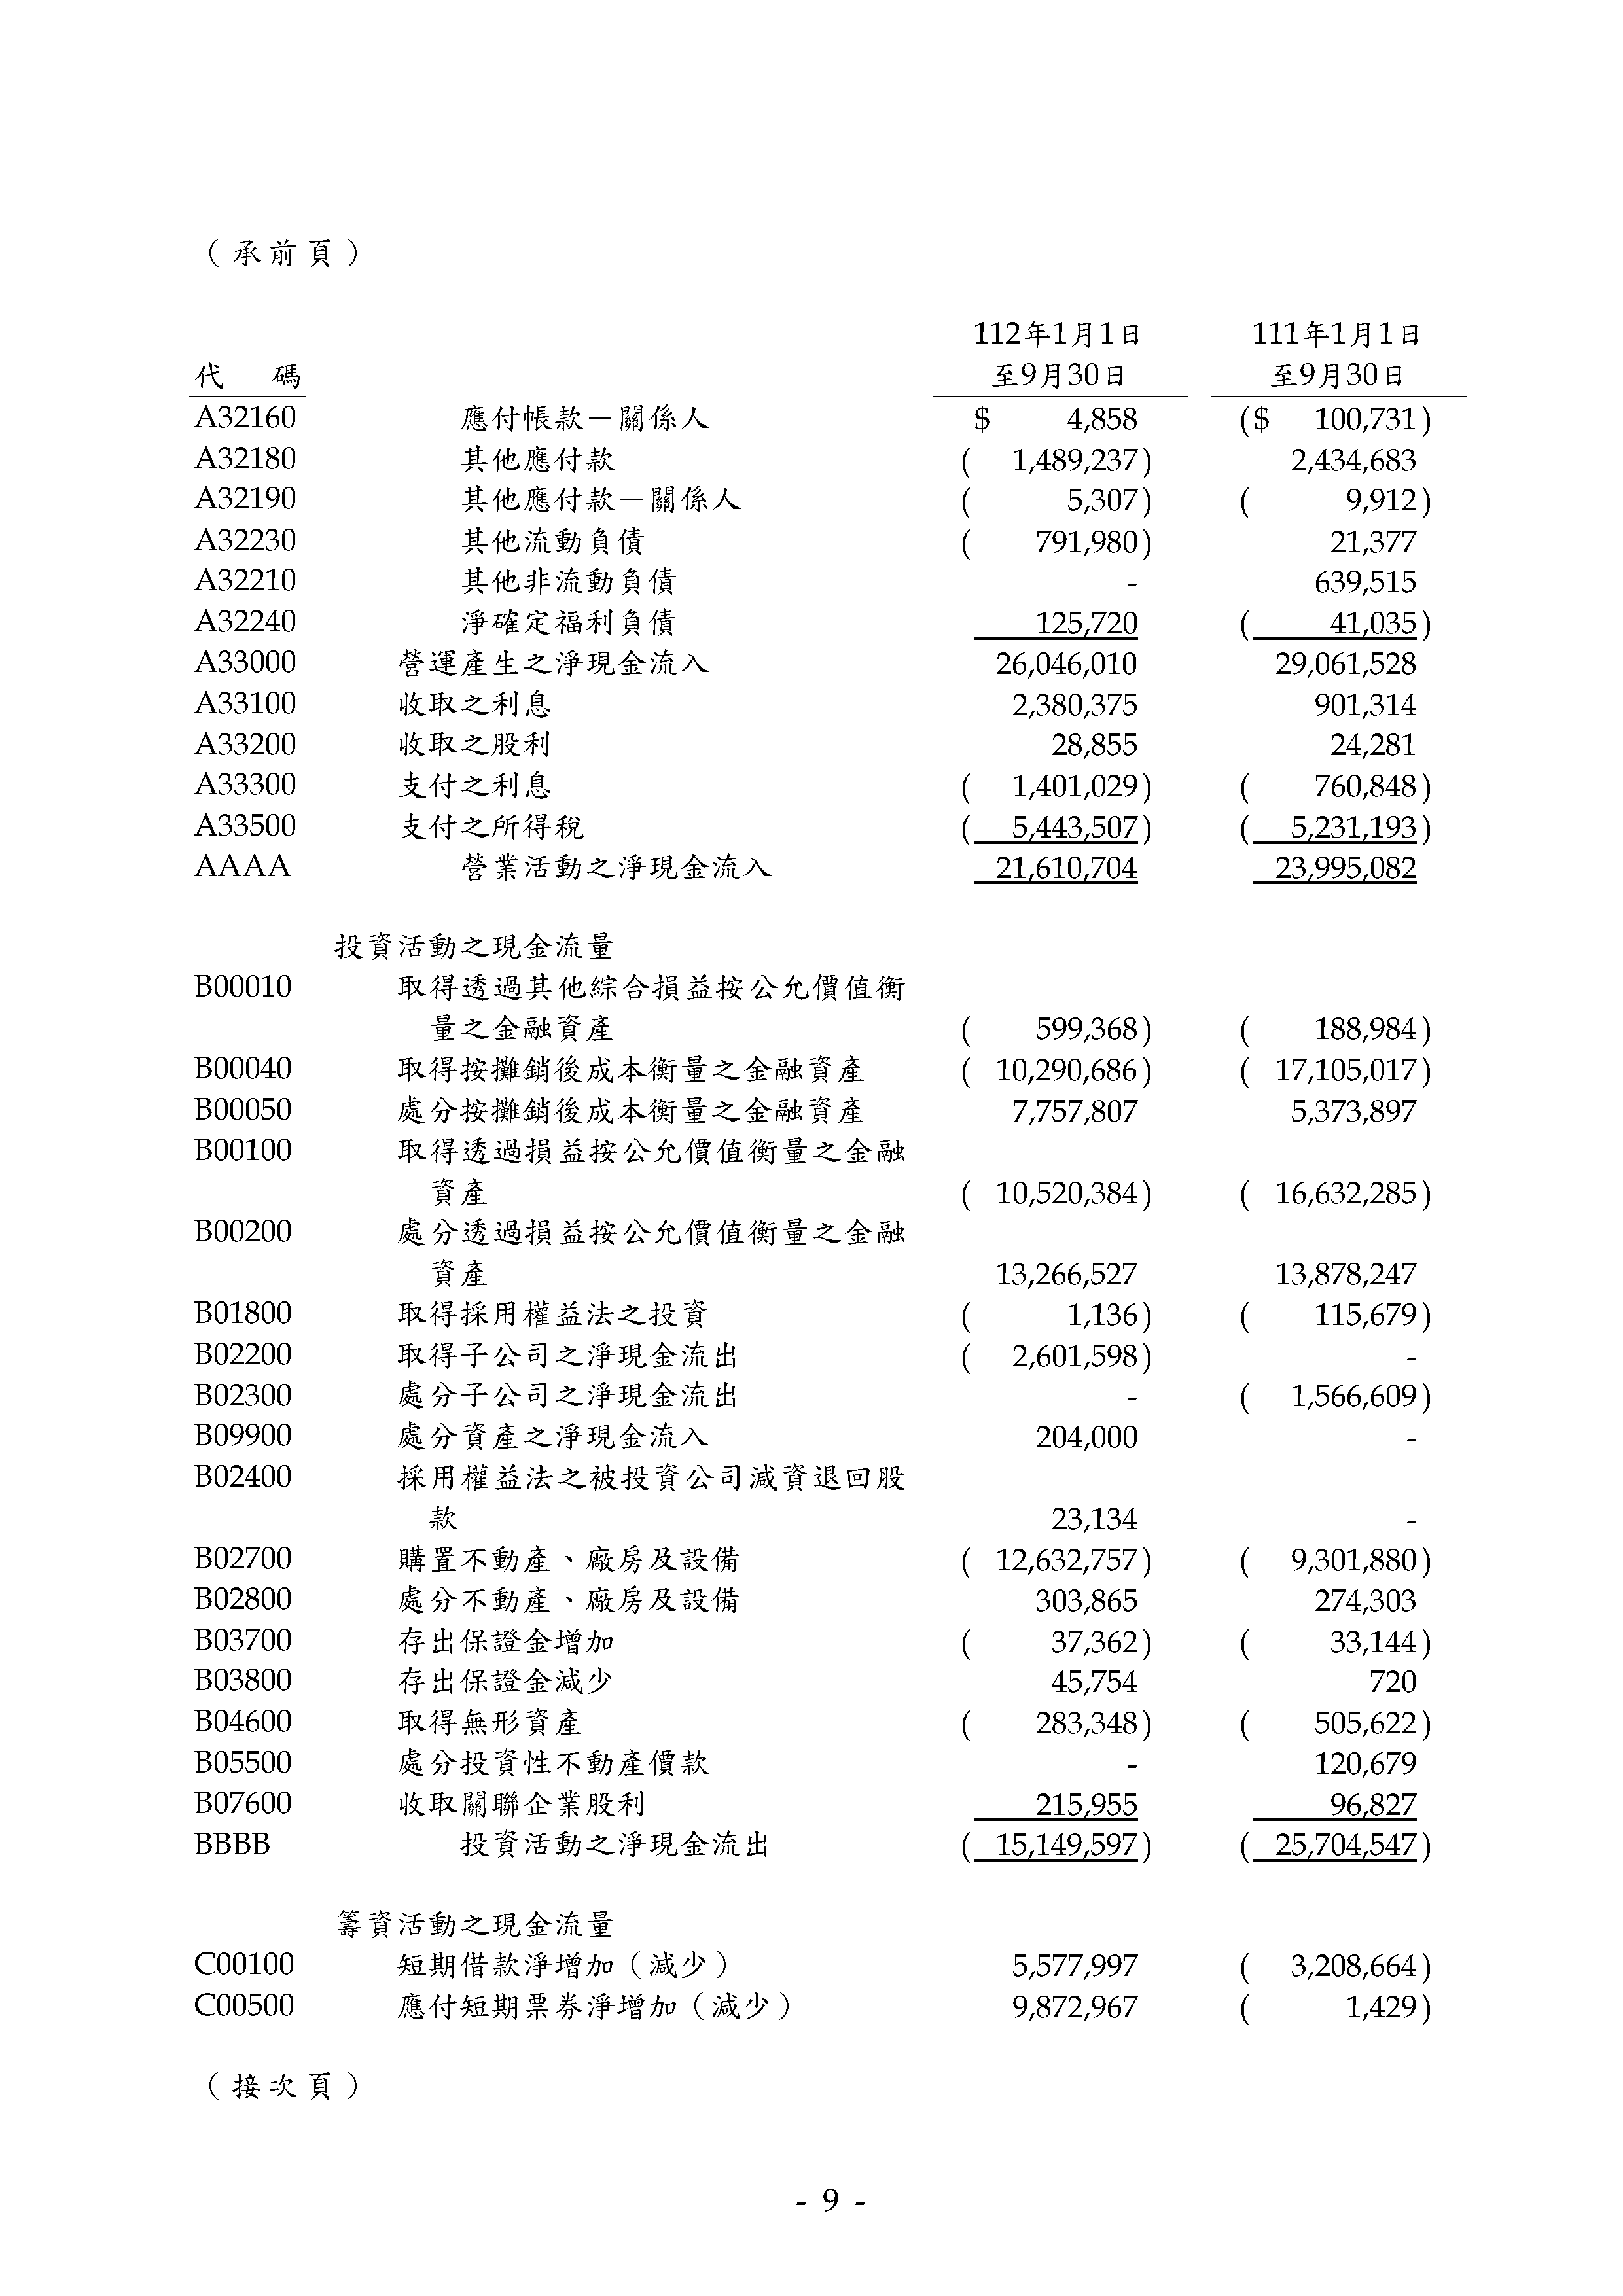 （承前頁）
112年1月1日 111年1月1日
代　碼 至9月30日 至9月30日
A32160 應付帳款－關係人 $ 4,858 ($ 100,731)
A32180 其他應付款 ( 1,489,237) 2,434,683
A32190 其他應付款－關係人 ( 5,307) ( 9,912)
A32230 其他流動負債 ( 791,980) 21,377
A32210 其他非流動負債 - 639,515
A32240 淨確定福利負債 125,720 ( 41,035)
A33000 營運產生之淨現金流入 26,046,010 29,061,528
A33100 收取之利息 2,380,375 901,314
A33200 收取之股利 28,855 24,281
A33300 支付之利息 ( 1,401,029) ( 760,848)
A33500 支付之所得稅 ( 5,443,507) ( 5,231,193)
AAAA 營業活動之淨現金流入 21,610,704 23,995,082
投資活動之現金流量
B00010 取得透過其他綜合損益按公允價值衡
量之金融資產 ( 599,368) ( 188,984)
B00040 取得按攤銷後成本衡量之金融資產 ( 10,290,686) ( 17,105,017)
B00050 處分按攤銷後成本衡量之金融資產 7,757,807 5,373,897
B00100 取得透過損益按公允價值衡量之金融
資產 ( 10,520,384) ( 16,632,285)
B00200 處分透過損益按公允價值衡量之金融
資產 13,266,527 13,878,247
B01800 取得採用權益法之投資 ( 1,136) ( 115,679)
B02200 取得子公司之淨現金流出 ( 2,601,598) -
B02300 處分子公司之淨現金流出 - ( 1,566,609)
B09900 處分資產之淨現金流入 204,000 -
B02400 採用權益法之被投資公司減資退回股
款 23,134 -
B02700 購置不動產、廠房及設備 ( 12,632,757) ( 9,301,880)
B02800 處分不動產、廠房及設備 303,865 274,303
B03700 存出保證金增加 ( 37,362) ( 33,144)
B03800 存出保證金減少 45,754 720
B04600 取得無形資產 ( 283,348) ( 505,622)
B05500 處分投資性不動產價款 - 120,679
B07600 收取關聯企業股利 215,955 96,827
BBBB 投資活動之淨現金流出 ( 15,149,597) ( 25,704,547)
籌資活動之現金流量
C00100 短期借款淨增加（減少） 5,577,997 ( 3,208,664)
C00500 應付短期票券淨增加（減少） 9,872,967 ( 1,429)
（接次頁）
- 9 -